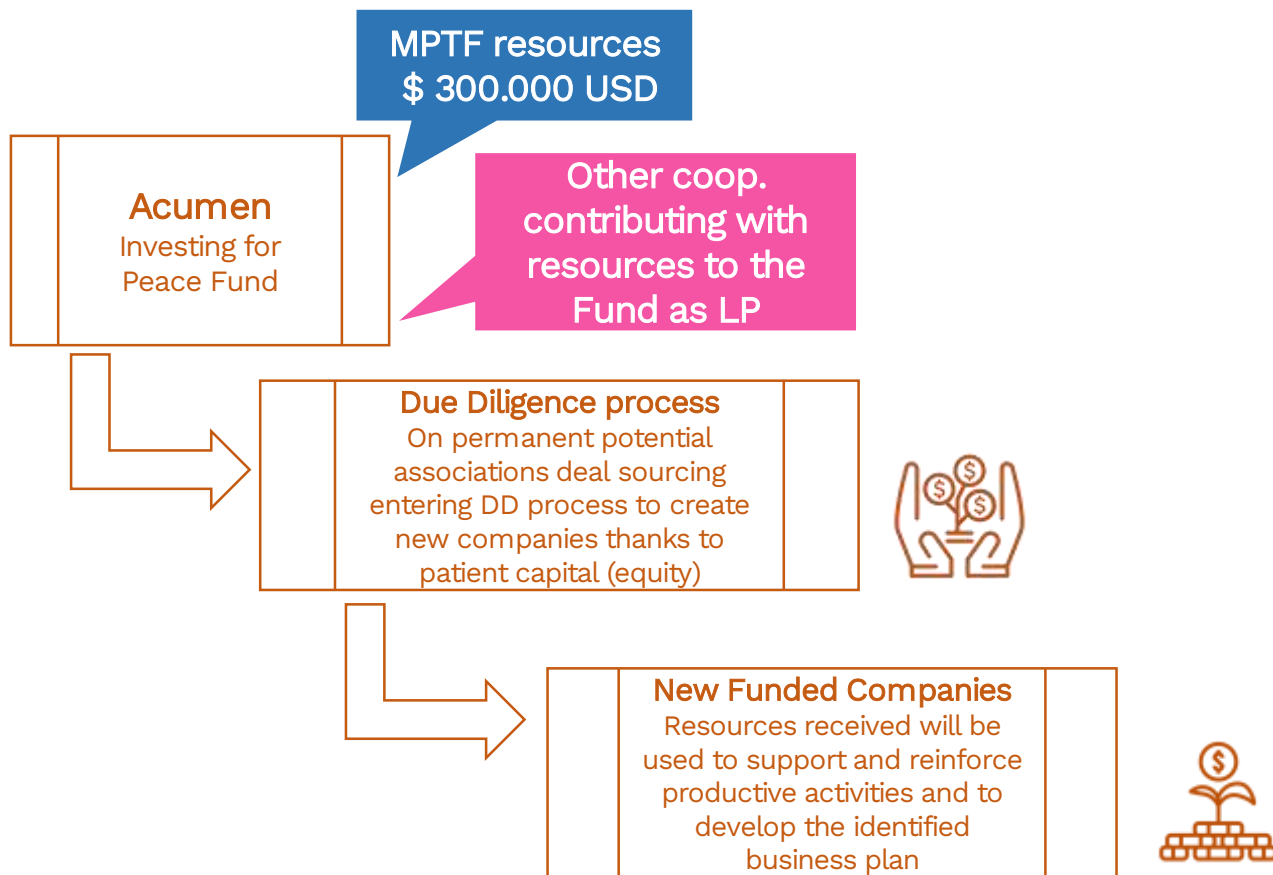 MPTF resources
$ 300.000 USD
Acumen
Investing for
Peace Fund
Other coop.
contributing with
resources to the
Fund as LP
Due Diligence process
On permanent potential
associations deal sourcing
entering DD process to create
new companies thanks to
patient capital (equity)
$
$
$
New Funded Companies
Resources received will be
used to support and reinforce
productive activities and to
develop the identified
business plan
$